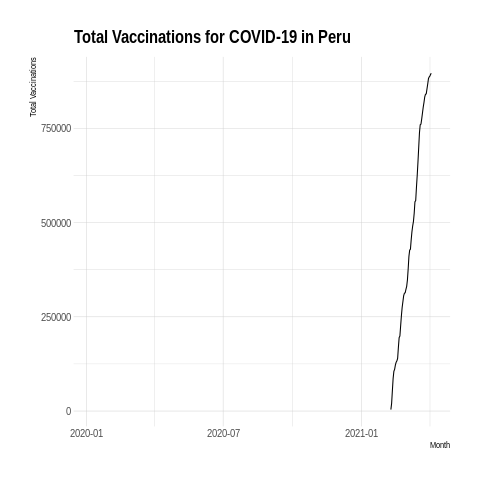 Total Vaccinations for COVID-19 in Peru
Total Vaccinations
750000
500000
250000
0
2020-01 2020-07 2021-01
Month